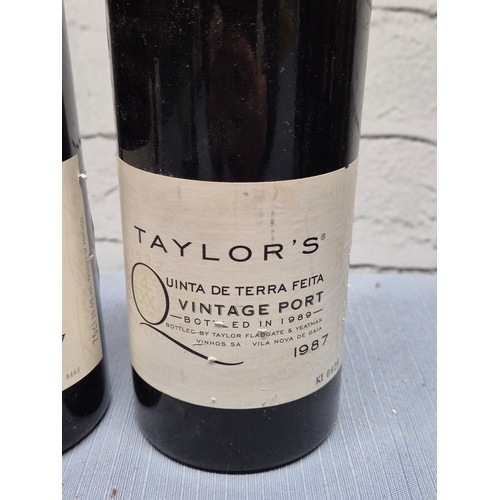 TAYLOR'S®
QUINTA DE TERRA FEITA
VINTAGE PORT
BOTTLED IN 1989
BOTTLED BY TAYLOR FLADGATE & YEATMAN
VINHOS SA VILA NOVA DE GAIA
1987